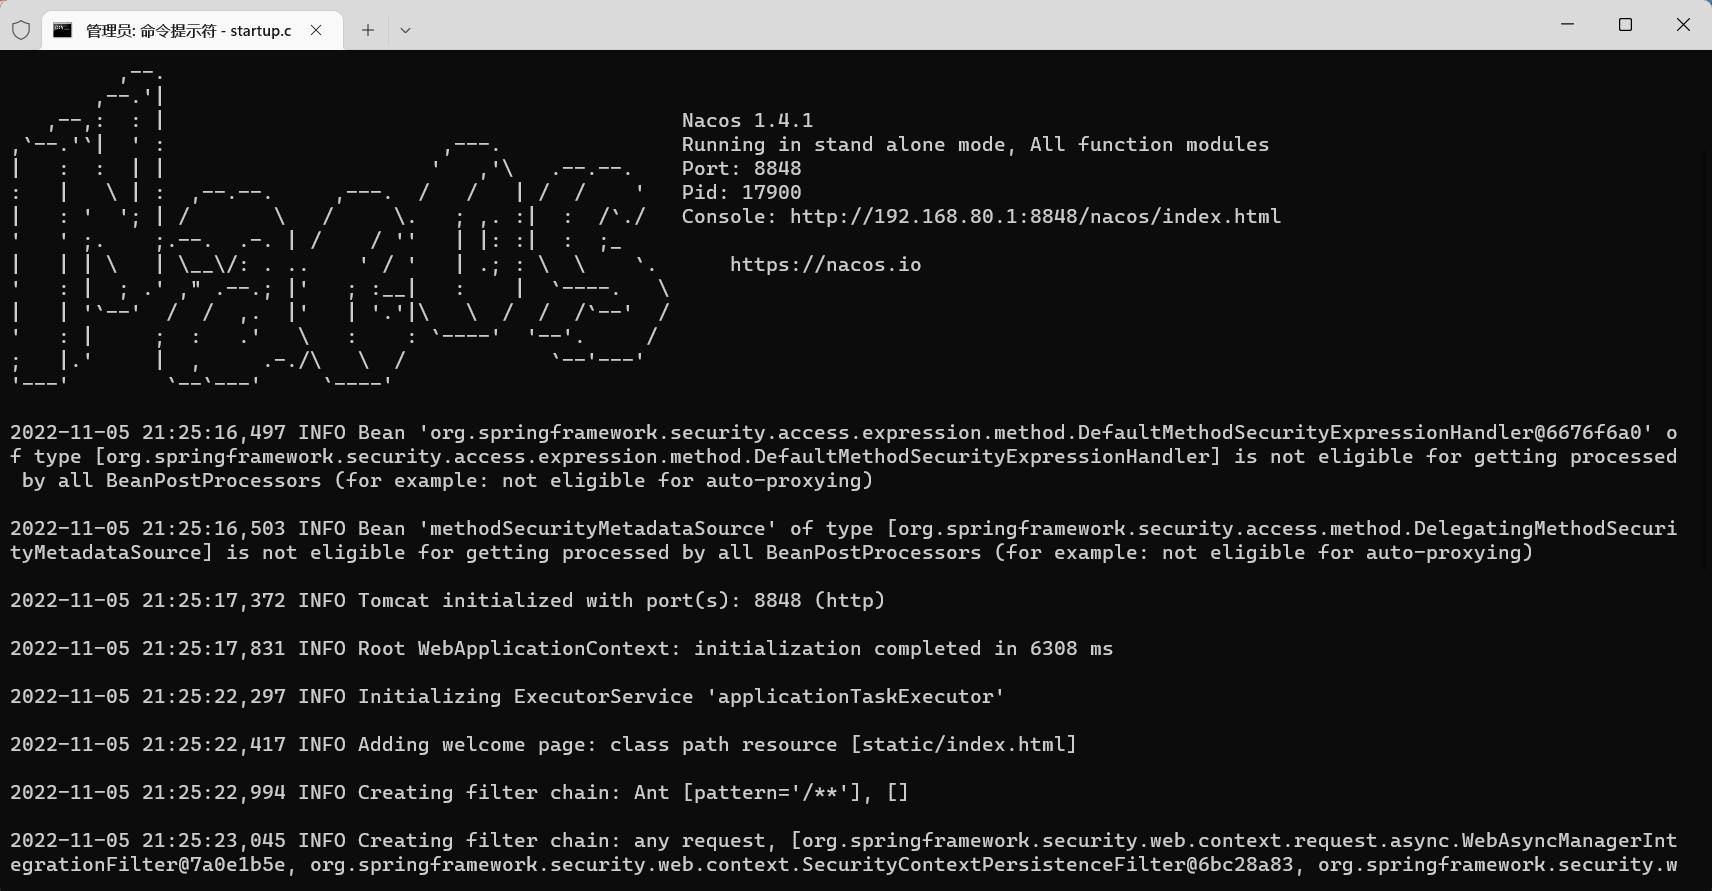 管理员: 命令提示符 - startup.c
Nacos 1.4.1
Running in stand alone mode, All function modules
Port: 8848
Pid: 17900
Console: http://192.168.80.1:8848/nacos/index.html
https://nacos.io
2022-11-05 21:25:16,497 INFO Bean 'org.springframework.security.access.expression.method.DefaultMethodSecurityExpressionHandler@6676f6a0' o
f type [org.springframework.security.access.expression.method.DefaultMethodSecurityExpressionHandler] is not eligible for getting processed
by all BeanPostProcessors (for example: not eligible for auto-proxying)
2022-11-05 21:25:16,503 INFO Bean 'methodSecurityMetadataSource' of type [org.springframework.security.access.method.DelegatingMethodSecuri
tyMetadataSource] is not eligible for getting processed by all BeanPostProcessors (for example: not eligible for auto-proxying)
2022-11-05 21:25:17,372 INFO Tomcat initialized with port(s): 8848 (http)
2022-11-05 21:25:17,831 INFO Root WebApplicationContext: initialization completed in 6308 ms
2022-11-05 21:25:22,297 INFO Initializing ExecutorService 'applicationTaskExecutor'
2022-11-05 21:25:22,417 INFO Adding welcome page: class path resource [static/index.html]
2022-11-05 21:25:22,994 INFO Creating filter chain: Ant [pattern='/**'], []
2022-11-05 21:25:23,045 INFO Creating filter chain: any request, [org.springframework.security.web.context.request.async.WebAsyncManagerInt
egrationFilter@7a0e1b5e, org.springframework.security.web.context.SecurityContextPersistenceFilter@6bc28a83, org.springframework.security.w